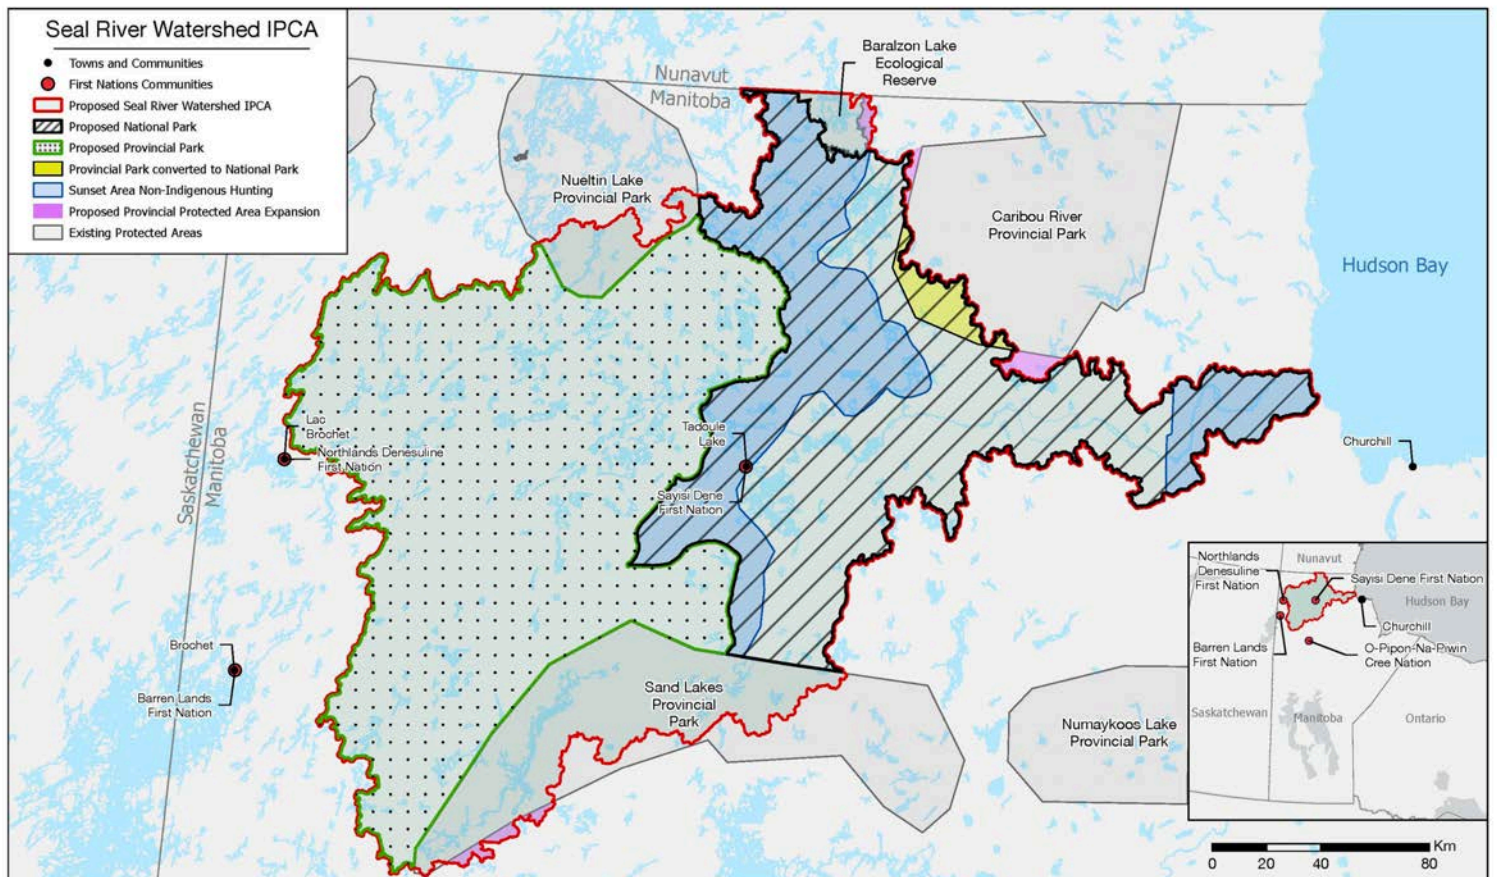 Seal River Watershed IPCA
Towns and Communities
First Nations Communities
Proposed Seal River Watershed IPCA
Proposed National Park
Proposed Provincial Park
Provincial Park converted to National Park
Sunset Area Non-Indigenous Hunting
Proposed Provincial Protected Area Expansion
Existing Protected Areas
Nunavut
Manitoba
Baralzon Lake
Ecological
Reserve
Nueltin Lake
Provincial Park
Caribou River
Provincial Park
Hudson Bay
Saskatchewan
Manitoba
Lac
Brochet
Northlands Denesuline
First Nation
Tadoule
Lake
Sayisi Dene
First Nation
Churchill
Brochet
Barren Lands
First Nation
Sand Lakes
Provincial
Park
Numaykoos Lake
Provincial Park
Northlands
Denesuline
First Nation
Nunavut
Sayisi Dene First Nation
Hudson Bay
Churchill
Barren Lands
First Nation
O-Pipon-Na-Piwin
Cree Nation
Saskatchewan
Manitoba
Ontario
Km
0 20 40 80